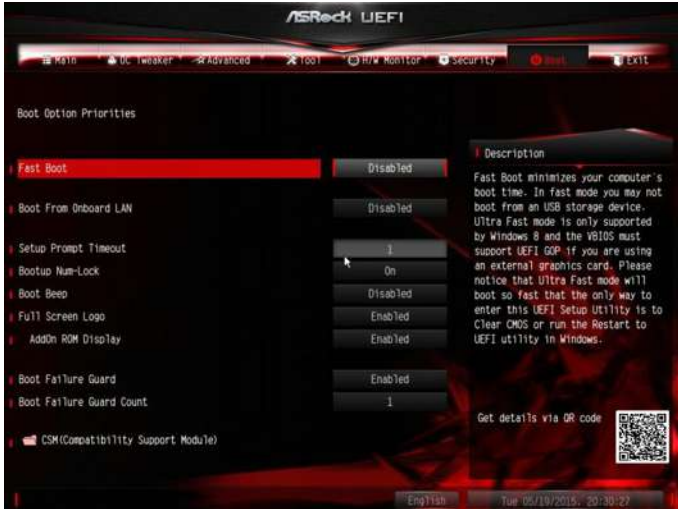 ASRock UEFI
Main OC Tweaker Advanced Tool H/W Monitor Security Boot Exit
Boot Option Priorities
Fast Boot Disabled
Boot From Onboard LAN Disabled
Setup Prompt Timeout 1
Bootup Num-Lock On
Boot Beep Disabled
Full Screen Logo Enabled
AddOn ROM Display Enabled
Boot Failure Guard Enabled
Boot Failure Guard Count 1
CSM(Compatibility Support Module)
Description
Fast Boot minimizes your computer's
boot time. In fast mode you may not
boot from an USB storage device.
Ultra Fast mode is only supported
by Windows 8 and the VBIOS must
support UEFI GOP if you are using
an external graphics card. Please
notice that Ultra Fast mode will
boot so fast that the only way to
enter this UEFI Setup Utility is to
Clear CMOS or run the Restart to
UEFI utility in Windows.
Get details via QR code
English Tue 05/19/2015. 20:30:27